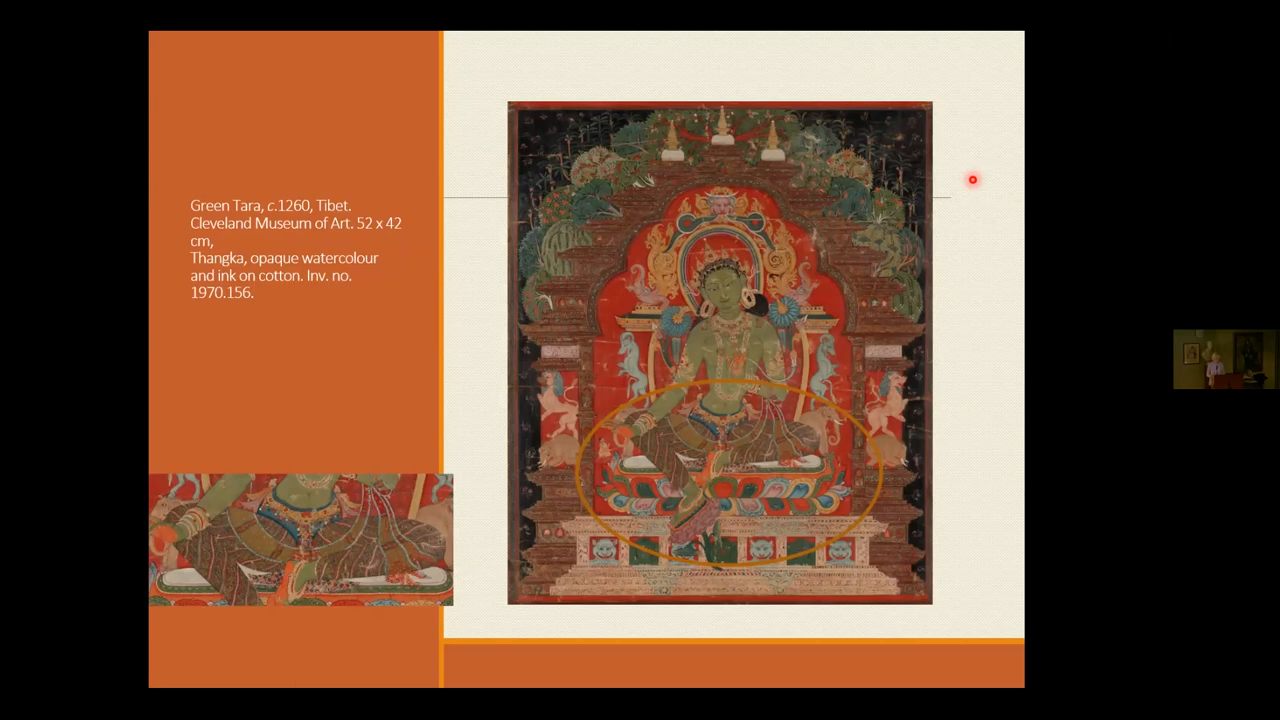 Green Tara, c.1260, Tibet.
Cleveland Museum of Art. 52 x 42
cm,
Thangka, opaque watercolour
and ink on cotton. Inv. no.
1970.156.